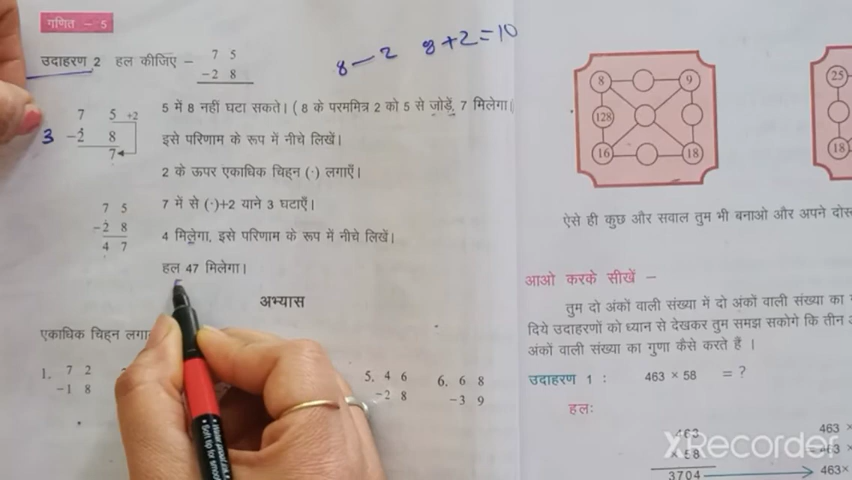 गणित – 5
उदाहरण 2 हल कीजिए – 7 5
– 2 8
8 – 2 8+2=10
7 5 +2
3 – 2 8
7
5 में 8 नहीं घटा सकते। ( 8 के परममित्र 2 को 5 से जोड़ें, 7 मिलेगा(
इसे परिणाम के रूप में नीचे लिखें।
2 के ऊपर एकाधिक चिह्न (·) लगाएँ।
7 में से (·)+2 याने 3 घटाएँ।
4 मिलेगा, इसे परिणाम के रूप में नीचे लिखें।
हल 47 मिलेगा।
7 5
– 2 8
4 7
अभ्यास
एकाधिक चिह्न
1. 7 2
– 1 8
5. 4 6
– 2 8
6. 6 8
– 3 9
8 9
128
16 18
25
18
ऐसे ही कुछ और सवाल तुम भी बनाओ और अपने
आओ करके सीखें –
तुम दो अंकों वाली संख्या में दो अंकों वाली संख्या का
दिये उदाहरणों को ध्यान से देखकर तुम समझ सकोगे कि तीन
अंकों वाली संख्या का गुणा कैसे करते हैं ।
उदाहरण 1 : 463 × 58 = ?
हलः
463
× 58
3704
463 ×
463 ×
463×
XRecorder